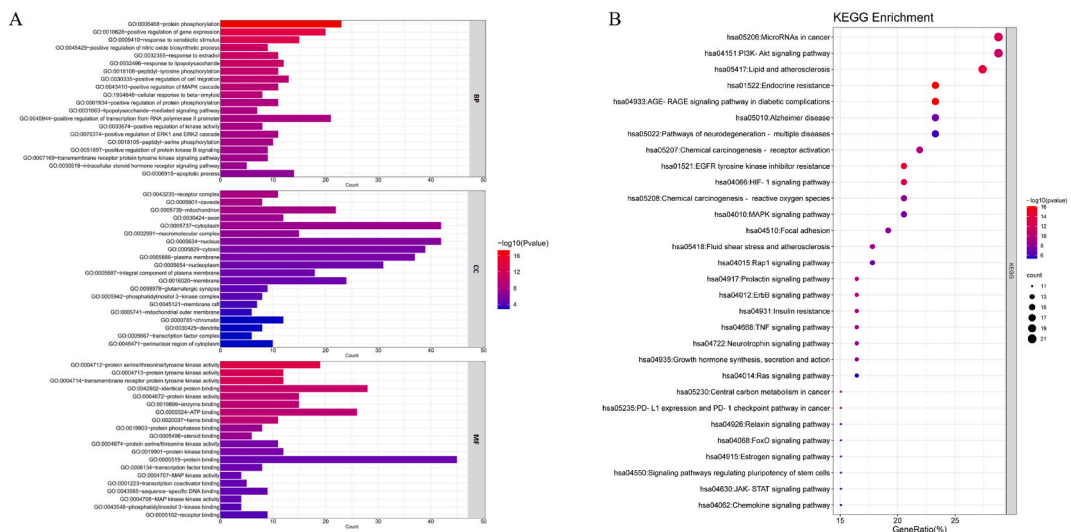 A
GO:0006468~protein phosphorylation
GO:0010628~positive regulation of gene expression
GO:0009410~response to xenobiotic stimulus
GO:0045429~positive regulation of nitric oxide biosynthetic process
GO:0032355~response to estradiol
GO:0032496~response to lipopolysaccharide
GO:0018108~peptidyl-tyrosine phosphorylation
GO:0030335~positive regulation of cell migration
GO:0043410~positive regulation of MAPK cascade
GO:1904646~cellular response to beta-amyloid
GO:0001934~positive regulation of protein phosphorylation
GO:0031663~lipopolysaccharide-mediated signaling pathway
GO:0045944~positive regulation of transcription from RNA polymerase II promoter
GO:0033674~positive regulation of kinase activity
GO:0070374~positive regulation of ERK1 and ERK2 cascade
GO:0018105~peptidyl-serine phosphorylation
GO:0051897~positive regulation of protein kinase B signaling
GO:0007169~transmembrane receptor protein tyrosine kinase signaling pathway
GO:0030518~intracellular steroid hormone receptor signaling pathway
GO:0006915~apoptotic process
0 10 20 30 40 50
Count
BP
GO:0043235~receptor complex
GO:0005901~caveola
GO:0005739~mitochondrion
GO:0030424~axon
GO:0005737~cytoplasm
GO:0032991~macromolecular complex
GO:0005634~nucleus
GO:0005829~cytosol
GO:0005886~plasma membrane
GO:0005654~nucleoplasm
GO:0005887~integral component of plasma membrane
GO:0016020~membrane
GO:0098978~glutamatergic synapse
GO:0005942~phosphatidylinositol 3-kinase complex
GO:0045121~membrane raft
GO:0005741~mitochondrial outer membrane
GO:0000785~chromatin
GO:0030425~dendrite
GO:0005667~transcription factor complex
GO:0048471~perinuclear region of cytoplasm
0 10 20 30 40 50
Count
CC
GO:0004712~protein serine/threonine/tyrosine kinase activity
GO:0004713~protein tyrosine kinase activity
GO:0004714~transmembrane receptor protein tyrosine kinase activity
GO:0042802~identical protein binding
GO:0004672~protein kinase activity
GO:0019899~enzyme binding
GO:0005524~ATP binding
GO:0020037~heme binding
GO:0019903~protein phosphatase binding
GO:0005496~steroid binding
GO:0004674~protein serine/threonine kinase activity
GO:0019901~protein kinase binding
GO:0005515~protein binding
GO:0008134~transcription factor binding
GO:0004707~MAP kinase activity
GO:0001223~transcription coactivator binding
GO:0043565~sequence-specific DNA binding
GO:0004708~MAP kinase kinase activity
GO:0043548~phosphatidylinositol 3-kinase binding
GO:0005102~receptor binding
0 10 20 30 40 50
Count
MF
-log10(Pvalue)
16
12
8
4
B
KEGG Enrichment
hsa05206:MicroRNAs in cancer
hsa04151:PI3K- Akt signaling pathway
hsa05417:Lipid and atherosclerosis
hsa01522:Endocrine resistance
hsa04933:AGE- RAGE signaling pathway in diabetic complications
hsa05010:Alzheimer disease
hsa05022:Pathways of neurodegeneration - multiple diseases
hsa05207:Chemical carcinogenesis - receptor activation
hsa01521:EGFR tyrosine kinase inhibitor resistance
hsa04066:HIF- 1 signaling pathway
hsa05208:Chemical carcinogenesis - reactive oxygen species
hsa04010:MAPK signaling pathway
hsa04510:Focal adhesion
hsa05418:Fluid shear stress and atherosclerosis
hsa04015:Rap1 signaling pathway
hsa04917:Prolactin signaling pathway
hsa04012:ErbB signaling pathway
hsa04931:Insulin resistance
hsa04668:TNF signaling pathway
hsa04722:Neurotrophin signaling pathway
hsa04935:Growth hormone synthesis, secretion and action
hsa04014:Ras signaling pathway
hsa05230:Central carbon metabolism in cancer
hsa05235:PD- L1 expression and PD- 1 checkpoint pathway in cancer
hsa04926:Relaxin signaling pathway
hsa04068:FoxO signaling pathway
hsa04915:Estrogen signaling pathway
hsa04550:Signaling pathways regulating pluripotency of stem cells
hsa04630:JAK- STAT signaling pathway
hsa04062:Chemokine signaling pathway
15 17 20 22 25 27
GeneRatio(%)
KEGG
- log10(pvalue)
16
14
12
10
8
6
count
11
13
15
17
19
21